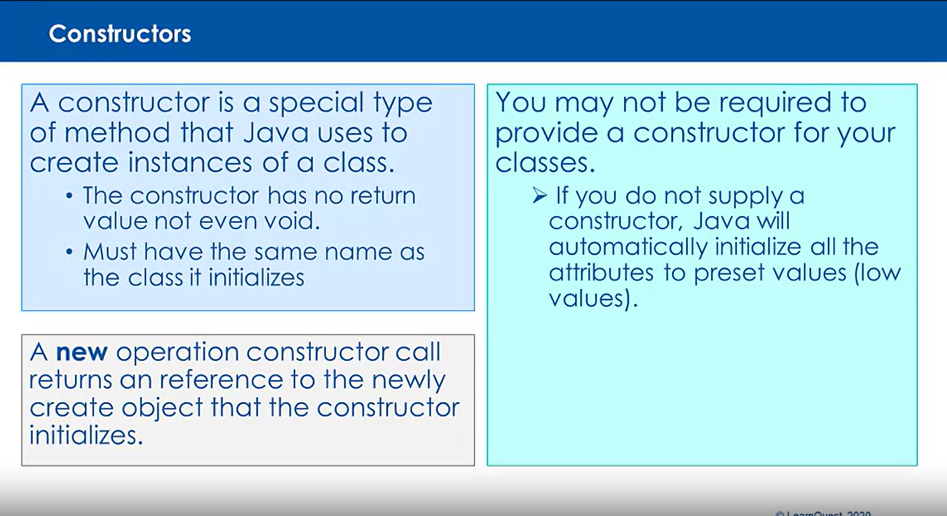 Constructors
A constructor is a special type
of method that Java uses to
create instances of a class.
• The constructor has no return
value not even void.
• Must have the same name as
the class it initializes
A new operation constructor call
returns an reference to the newly
create object that the constructor
initializes.
You may not be required to
provide a constructor for your
classes.
➢ If you do not supply a
constructor, Java will
automatically initialize all the
attributes to preset values (low
values).
© LearnQuest 2020